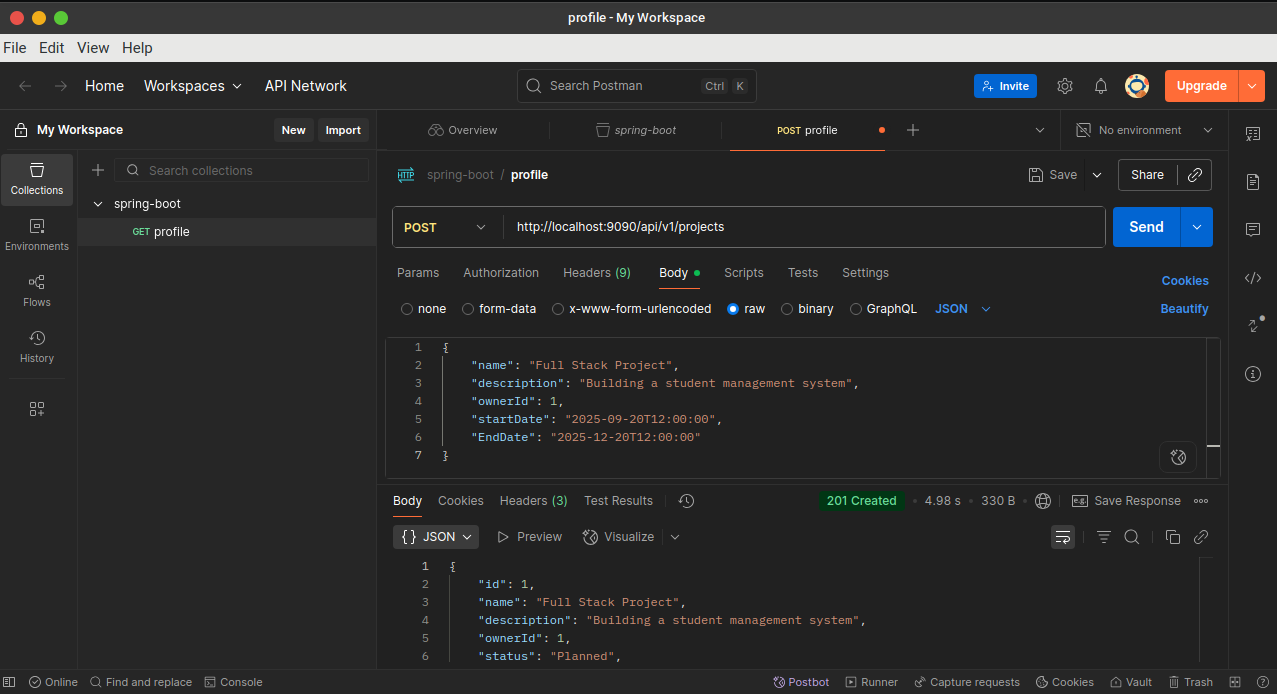 profile - My Workspace
File Edit View Help
Home Workspaces API Network Search Postman Ctrl K Invite Upgrade
My Workspace New Import Overview spring-boot POST profile No environment
Collections
Search collections
spring-boot
GET profile
Environments
Flows
History
HTTP spring-boot / profile Save Share
POST http://localhost:9090/api/v1/projects Send
Params Authorization Headers (9) Body Scripts Tests Settings Cookies
none form-data x-www-form-urlencoded raw binary GraphQL JSON Beautify
1 {
2 "name": "Full Stack Project",
3 "description": "Building a student management system",
4 "ownerId": 1,
5 "startDate": "2025-09-20T12:00:00",
6 "EndDate": "2025-12-20T12:00:00"
7 }
Body Cookies Headers (3) Test Results 201 Created 4.98 s 330 B e.g. Save Response
{} JSON Preview Visualize
1 {
2 "id": 1,
3 "name": "Full Stack Project",
4 "description": "Building a student management system",
5 "ownerId": 1,
6 "status": "Planned",
Online Find and replace Console Postbot Runner Capture requests Cookies Vault Trash